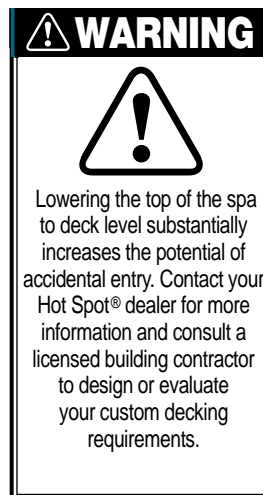 WARNING
Lowering the top of the spa
to deck level substantially
increases the potential of
accidental entry. Contact your
Hot Spot® dealer for more
information and consult a
licensed building contractor
to design or evaluate
your custom decking
requirements.